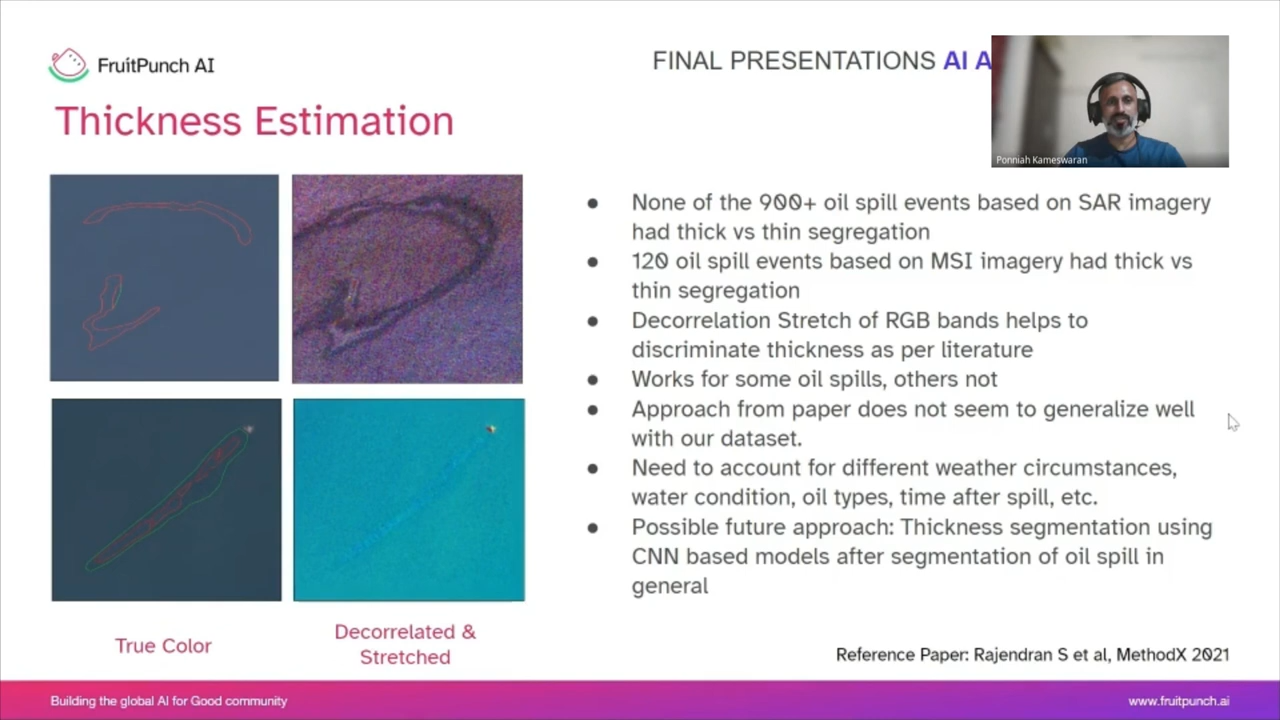 FruitPunch AI
FINAL PRESENTATIONS AI A
Thickness Estimation
Ponniah Kameswaran
● None of the 900+ oil spill events based on SAR imagery
had thick vs thin segregation
● 120 oil spill events based on MSI imagery had thick vs
thin segregation
● Decorrelation Stretch of RGB bands helps to
discriminate thickness as per literature
● Works for some oil spills, others not
● Approach from paper does not seem to generalize well
with our dataset.
● Need to account for different weather circumstances,
water condition, oil types, time after spill, etc.
● Possible future approach: Thickness segmentation using
CNN based models after segmentation of oil spill in
general
True Color
Decorrelated &
Stretched
Reference Paper: Rajendran S et al, MethodX 2021
Building the global AI for Good community
www.fruitpunch.ai